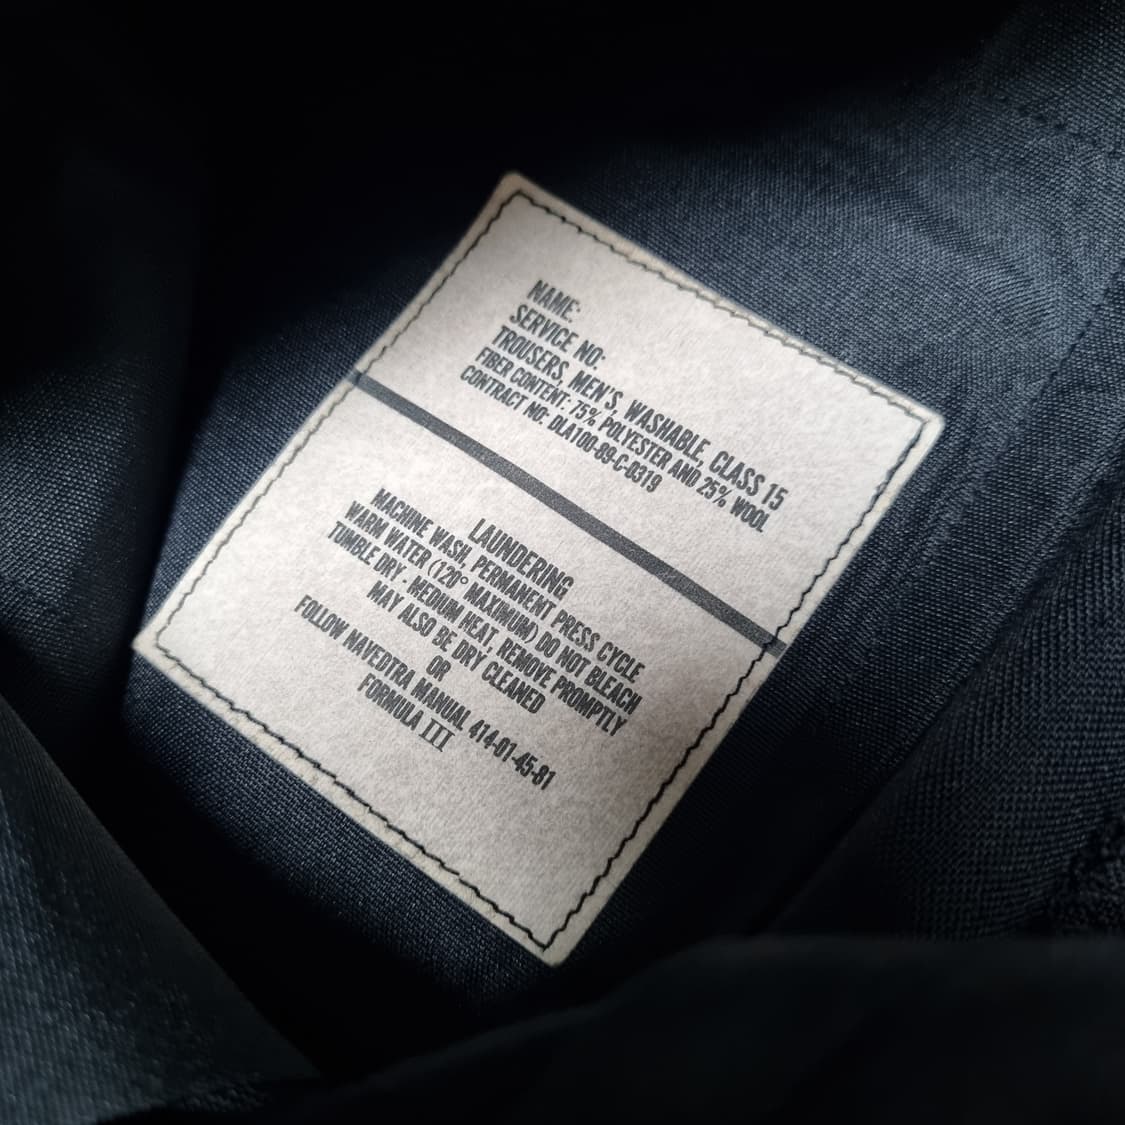 NAME:
SERVICE NO:
TROUSERS, MEN'S, WASHABLE, CLASS 15
FIBER CONTENT: 75% POLYESTER AND 25% WOOL
CONTRACT NO: DLA100-89-C-0319
LAUNDERING
MACHINE WASH, PERMANENT PRESS CYCLE
WARM WATER (120° MAXIMUM) DO NOT BLEACH
TUMBLE DRY - MEDIUM HEAT, REMOVE PROMPTLY
MAY ALSO BE DRY CLEANED
OR
FOLLOW NAVEDTRA MANUAL 414-01-45-81
FORMULA III